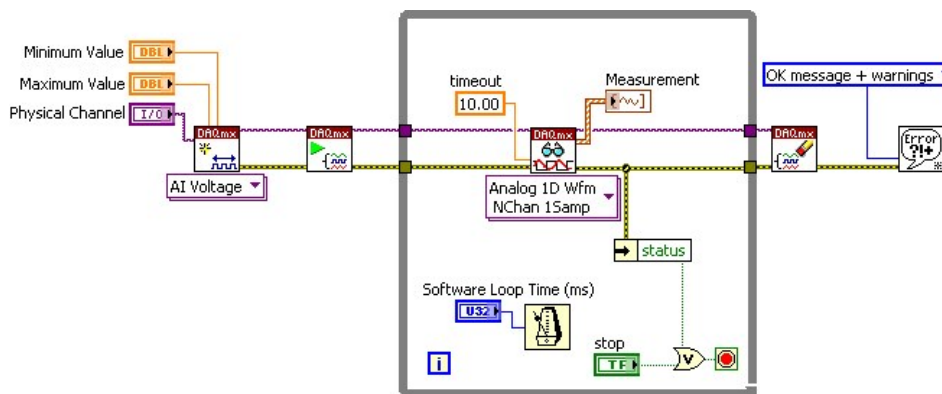 Minimum Value
DBL
Maximum Value
DBL
Physical Channel
I/O
DAQmx
AI Voltage
DAQmx
timeout
10.00
DAQmx
Analog 1D Wfm
NChan 1Samp
Measurement
status
Software Loop Time (ms)
U32
i
stop
TF
V
DAQmx
OK message + warnings
Error
?!+